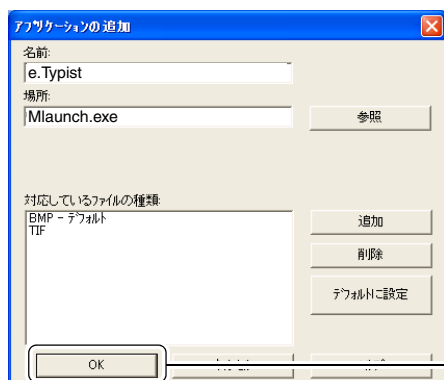 アプリケーションの追加
名前:
e.Typist
場所:
Mlaunch.exe
参照
対応しているファイルの種類:
BMP - デフォルト
TIF
追加
削除
デフォルトに設定
OK